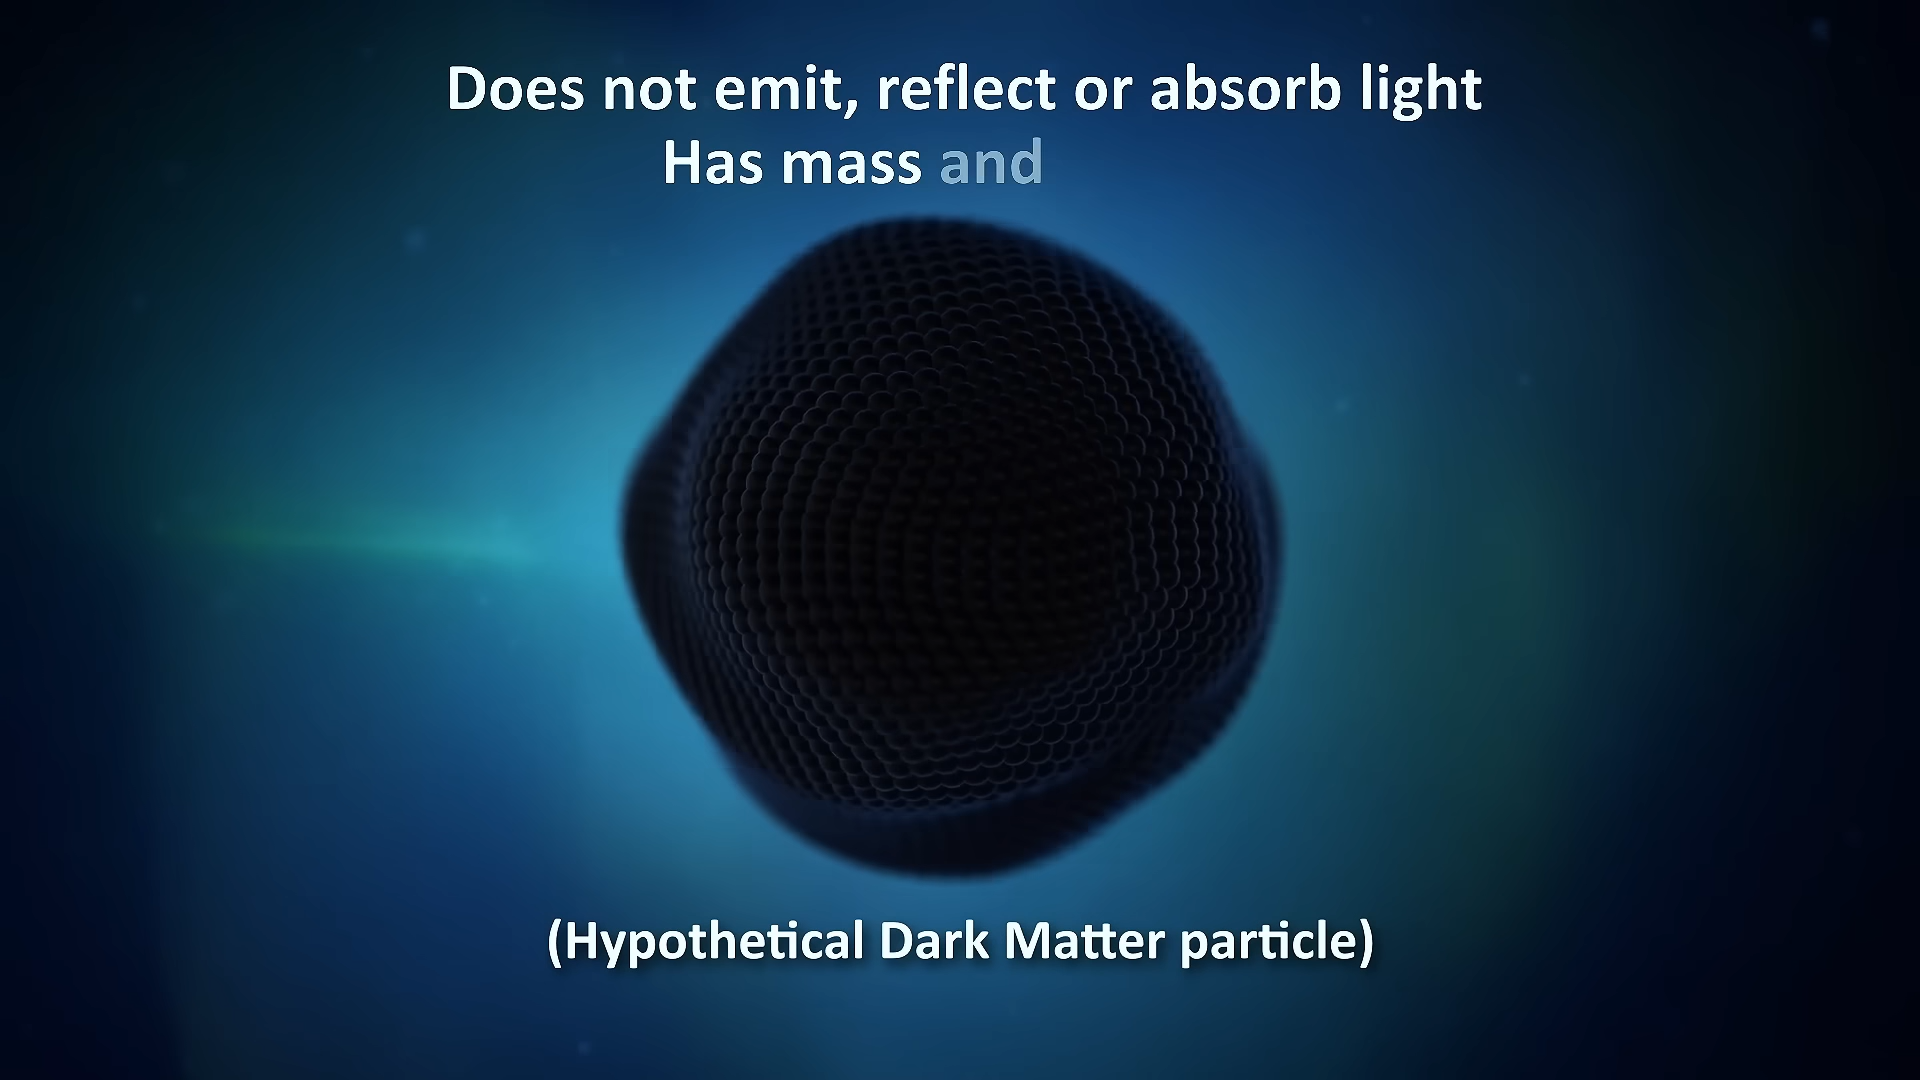 Does not emit, reflect or absorb light
Has mass and
(Hypothetical Dark Matter particle)